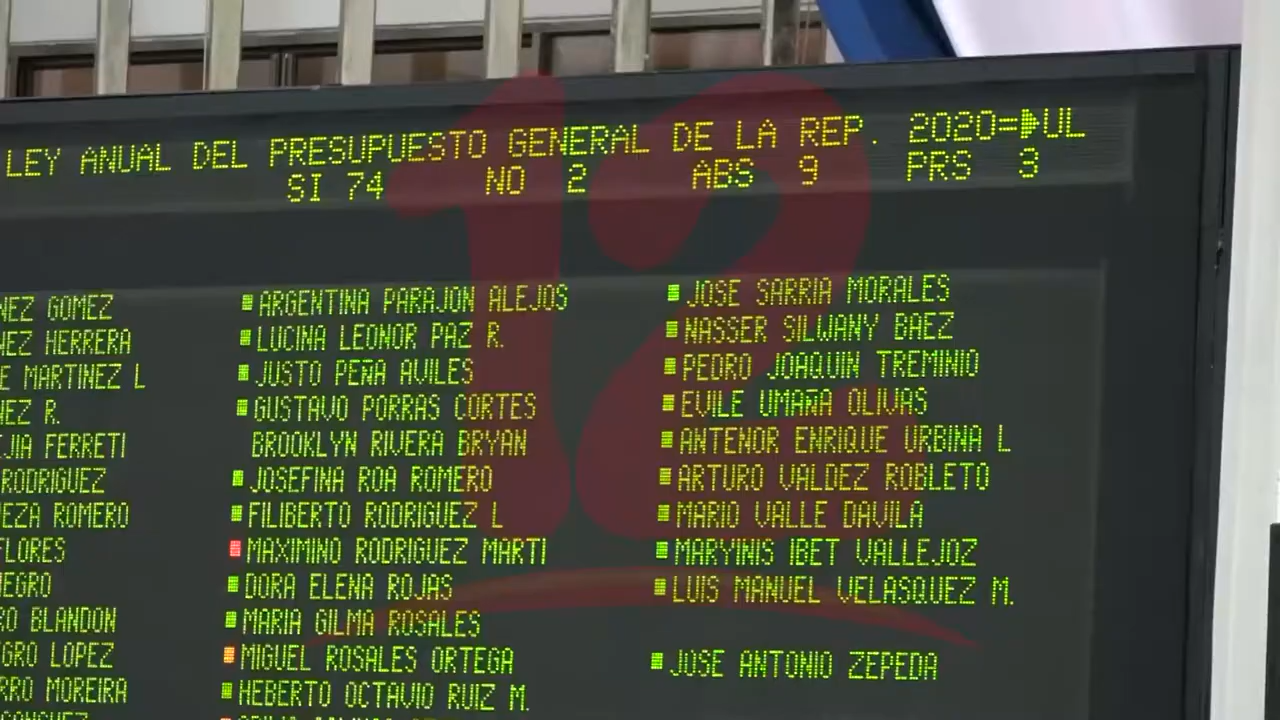 LEY ANUAL DEL PRESUPUESTO GENERAL DE LA REP. 2020=▶UL
SI 74 NO 2 ABS 9 PRS 3
NEZ GOMEZ
NEZ HERRERA
E MARTINEZ L
NEZ R.
JIA FERRETI
RODRIGUEZ
EZA ROMERO
FLORES
NEGRO
RO BLANDON
GRO LOPEZ
RRO MOREIRA
ARGENTINA PARAJON ALEJOS
LUCINA LEONOR PAZ R.
JUSTO PEÑA AVILES
GUSTAVO PORRAS CORTES
BROOKLYN RIVERA BRYAN
JOSEFINA ROA ROMERO
FILIBERTO RODRIGUEZ L
MAXIMINO RODRIGUEZ MARTI
DORA ELENA ROJAS
MARIA GILMA ROSALES
MIGUEL ROSALES ORTEGA
HEBERTO OCTAVIO RUIZ M.
JOSE SARRIA MORALES
NASSER SILWANY BAEZ
PEDRO JOAQUIN TREMINIO
EVILE UMAÑA OLIVAS
ANTENOR ENRIQUE URBINA L
ARTURO VALDEZ ROBLETO
MARIO VALLE DAVILA
MARYINIS IBET VALLEJOZ
LUIS MANUEL VELASQUEZ M.
JOSE ANTONIO ZEPEDA
12